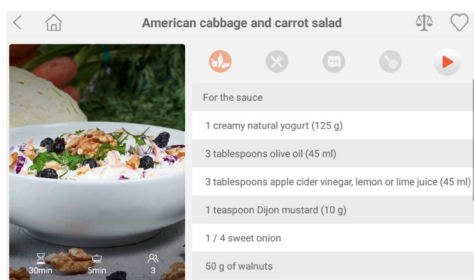 American cabbage and carrot salad
For the sauce
1 creamy natural yogurt (125 g)
3 tablespoons olive oil (45 ml)
3 tablespoons apple cider vinegar, lemon or lime juice (45 ml)
1 teaspoon Dijon mustard (10 g)
1 / 4 sweet onion
50 g of walnuts
30min
5min
3